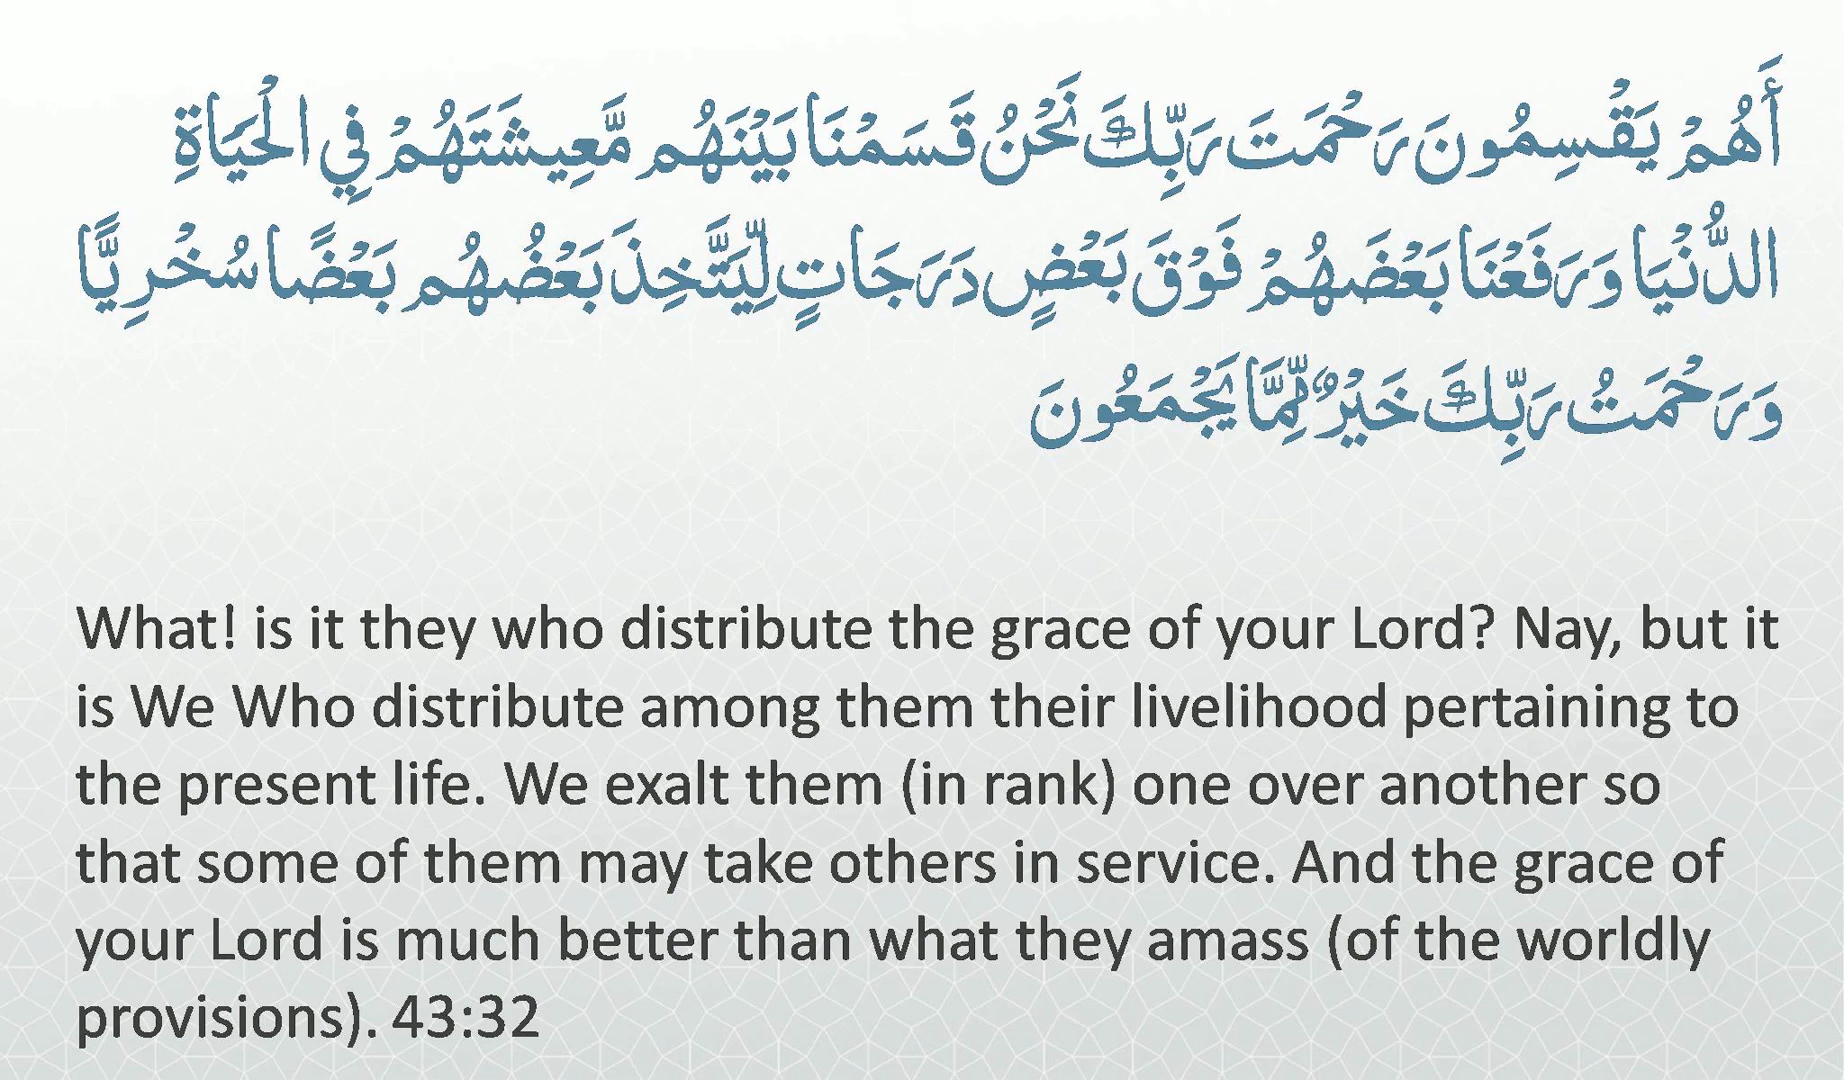 أَهُمْ يَقْسِمُونَ رَحْمَتَ رَبِّكَ نَحْنُ قَسَمْنَا بَيْنَهُم مَّعِيشَتَهُمْ فِي الْحَيَاةِ
الدُّنْيَا وَرَفَعْنَا بَعْضَهُمْ فَوْقَ بَعْضٍ دَرَجَاتٍ لِّيَتَّخِذَ بَعْضُهُم بَعْضًا سُخْرِيًّا
وَرَحْمَتُ رَبِّكَ خَيْرٌ مِّمَّا يَجْمَعُونَ
What! is it they who distribute the grace of your Lord? Nay, but it
is We Who distribute among them their livelihood pertaining to
the present life. We exalt them (in rank) one over another so
that some of them may take others in service. And the grace of
your Lord is much better than what they amass (of the worldly
provisions). 43:32